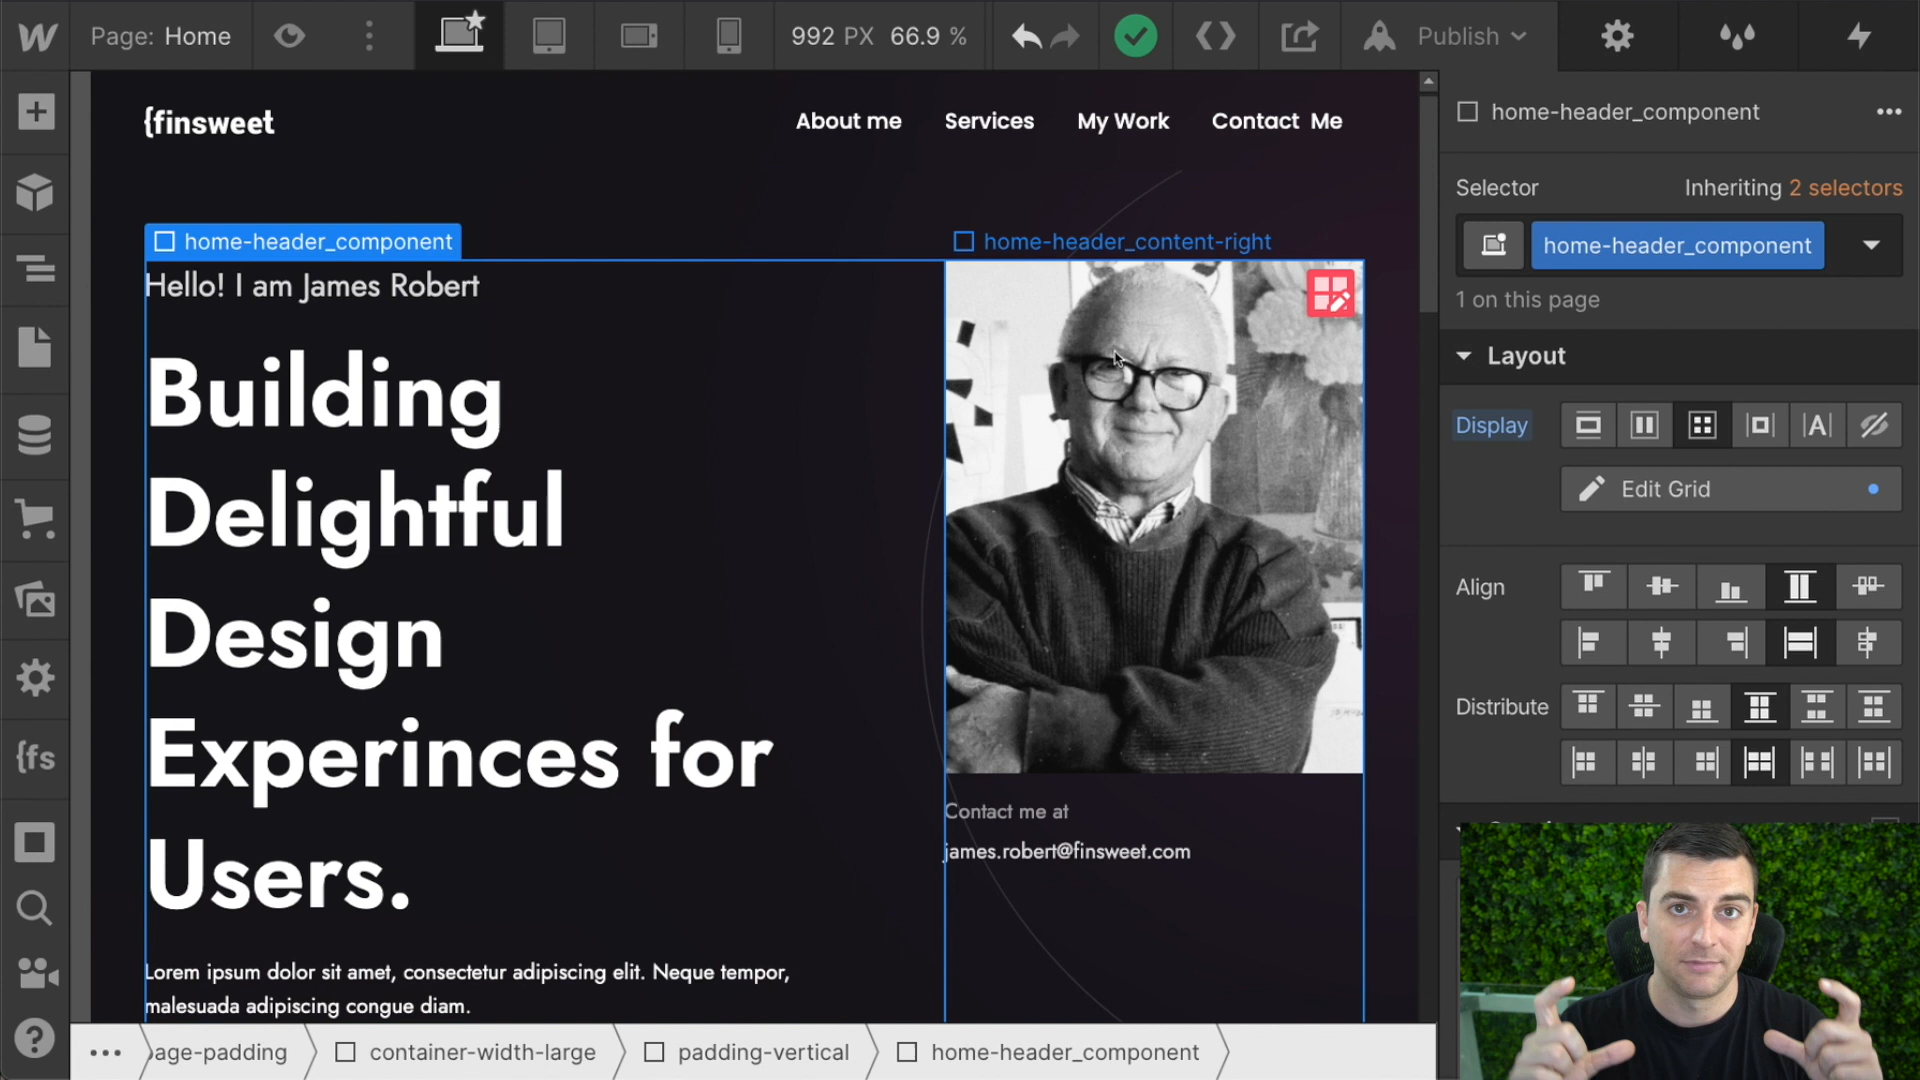 Page: Home
992 PX 66.9 %
Publish
{finsweet
About me
Services
My Work
Contact Me
home-header_component
home-header_content-right
Hello! I am James Robert
Building
Delightful
Design
Experinces for
Users.
Lorem ipsum dolor sit amet, consectetur adipiscing elit. Neque tempor,
malesuada adipiscing congue diam.
Contact me at
james.robert@finsweet.com
{fs
home-header_component
Selector
Inheriting 2 selectors
home-header_component
1 on this page
Layout
Display
Edit Grid
Align
Distribute
age-padding
container-width-large
padding-vertical
home-header_component